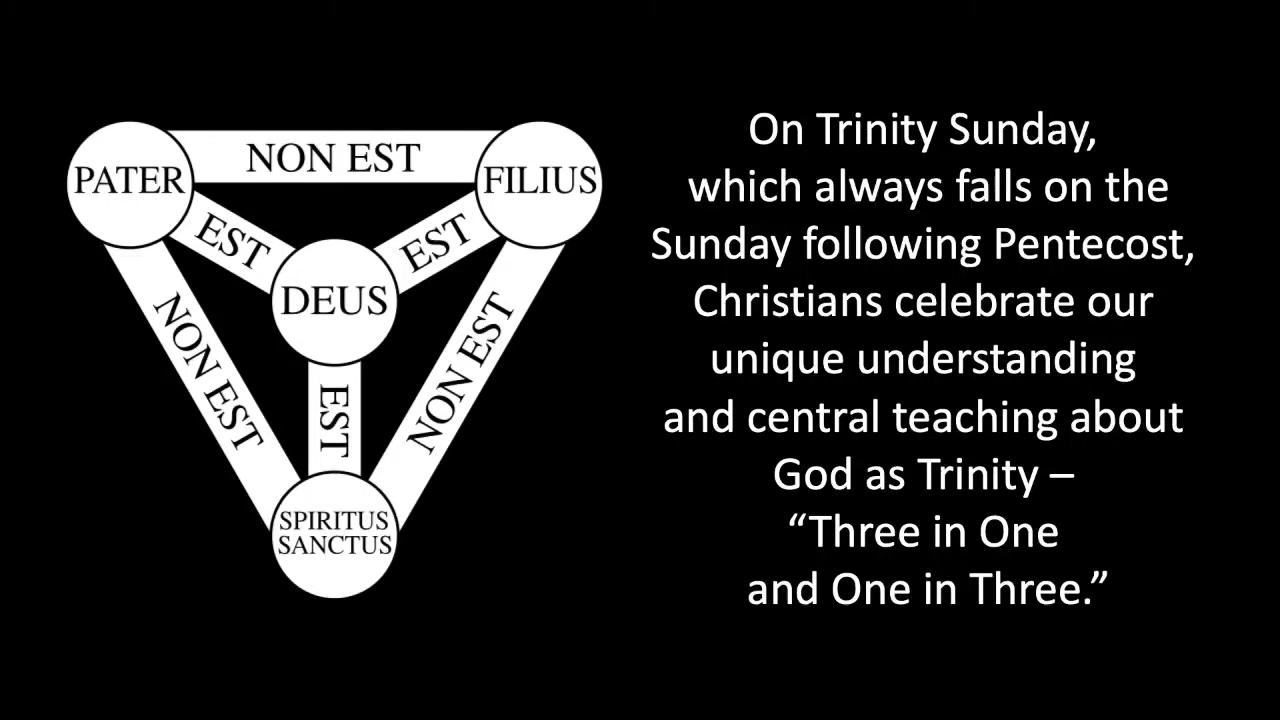 PATER
NON EST
FILIUS
EST
EST
DEUS
NON EST
EST
NON EST
SPIRITUS
SANCTUS
On Trinity Sunday,
which always falls on the
Sunday following Pentecost,
Christians celebrate our
unique understanding
and central teaching about
God as Trinity –
“Three in One
and One in Three.”